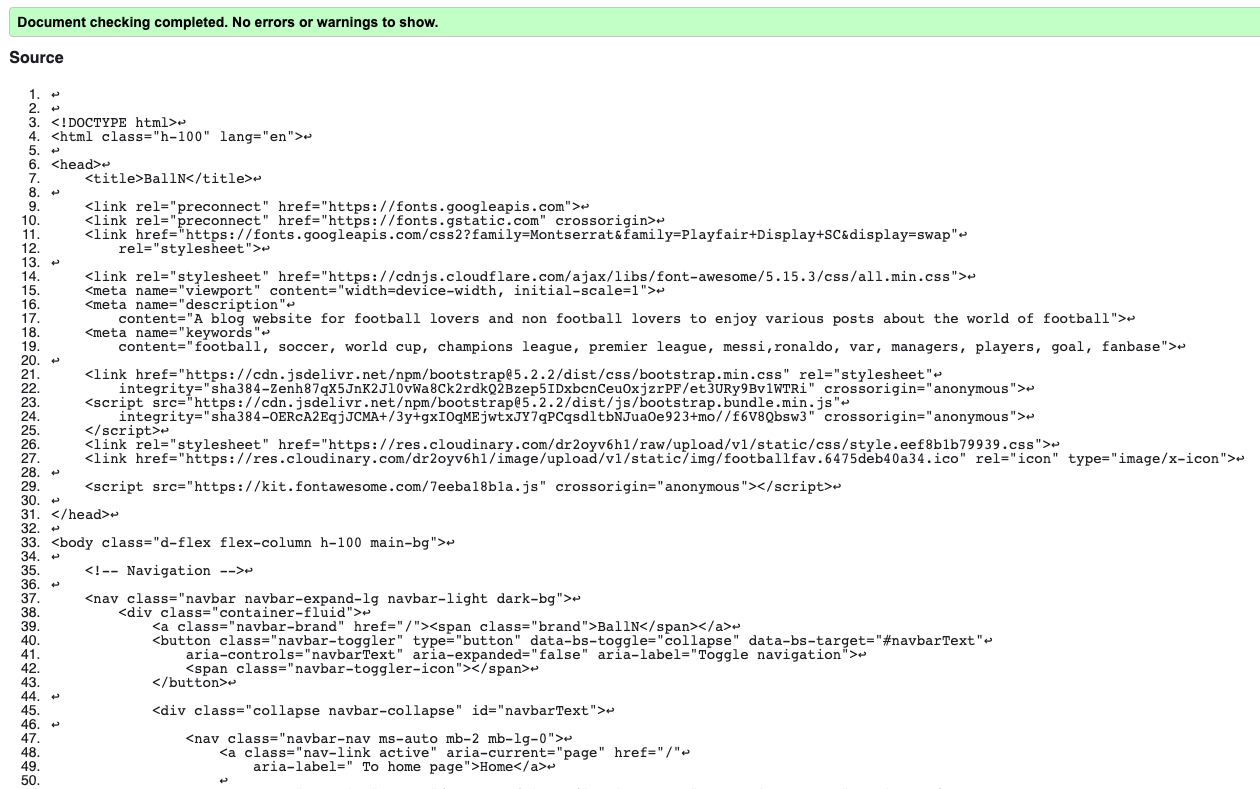 Document checking completed. No errors or warnings to show.
Source
1. ↩
2. ↩
3. <!DOCTYPE html>↩
4. <html class="h-100" lang="en">↩
5. ↩
6. <head>↩
7. <title>BallN</title>↩
8. ↩
9. <link rel="preconnect" href="https://fonts.googleapis.com">↩
10. <link rel="preconnect" href="https://fonts.gstatic.com" crossorigin>↩
11. <link href="https://fonts.googleapis.com/css2?family=Montserrat&family=Playfair+Display+SC&display=swap"↩
12. rel="stylesheet">↩
13. ↩
14. <link rel="stylesheet" href="https://cdnjs.cloudflare.com/ajax/libs/font-awesome/5.15.3/css/all.min.css">↩
15. <meta name="viewport" content="width=device-width, initial-scale=1">↩
16. <meta name="description"↩
17. content="A blog website for football lovers and non football lovers to enjoy various posts about the world of football">↩
18. <meta name="keywords"↩
19. content="football, soccer, world cup, champions league, premier league, messi,ronaldo, var, managers, players, goal, fanbase">↩
20. ↩
21. <link href="https://cdn.jsdelivr.net/npm/bootstrap@5.2.2/dist/css/bootstrap.min.css" rel="stylesheet"↩
22. integrity="sha384-Zenh87qX5JnK2Jl0vWa8Ck2rdkQ2Bzep5IDxbcnCeuOxjzrPF/et3URy9Bv1WTRi" crossorigin="anonymous">↩
23. <script src="https://cdn.jsdelivr.net/npm/bootstrap@5.2.2/dist/js/bootstrap.bundle.min.js"↩
24. integrity="sha384-OERcA2EqjJCMA+/3y+gxIOqMEjwtxJY7qPCqsdltbNJuaOe923+mo//f6V8Qbsw3" crossorigin="anonymous">↩
25. </script>↩
26. <link rel="stylesheet" href="https://res.cloudinary.com/dr2oyv6h1/raw/upload/v1/static/css/style.eef8b1b79939.css">↩
27. <link href="https://res.cloudinary.com/dr2oyv6h1/image/upload/v1/static/img/footballfav.6475deb40a34.ico" rel="icon" type="image/x-icon">↩
28. ↩
29. <script src="https://kit.fontawesome.com/7eeba18b1a.js" crossorigin="anonymous"></script>↩
30. ↩
31. </head>↩
32. ↩
33. <body class="d-flex flex-column h-100 main-bg">↩
34. ↩
35. <!-- Navigation -->↩
36. ↩
37. <nav class="navbar navbar-expand-lg navbar-light dark-bg">↩
38. <div class="container-fluid">↩
39. <a class="navbar-brand" href="/"><span class="brand">BallN</span></a>↩
40. <button class="navbar-toggler" type="button" data-bs-toggle="collapse" data-bs-target="#navbarText"↩
41. aria-controls="navbarText" aria-expanded="false" aria-label="Toggle navigation">↩
42. <span class="navbar-toggler-icon"></span>↩
43. </button>↩
44. ↩
45. <div class="collapse navbar-collapse" id="navbarText">↩
46. ↩
47. <nav class="navbar-nav ms-auto mb-2 mb-lg-0">↩
48. <a class="nav-link active" aria-current="page" href="/"↩
49. aria-label=" To home page">Home</a>↩
50. ↩